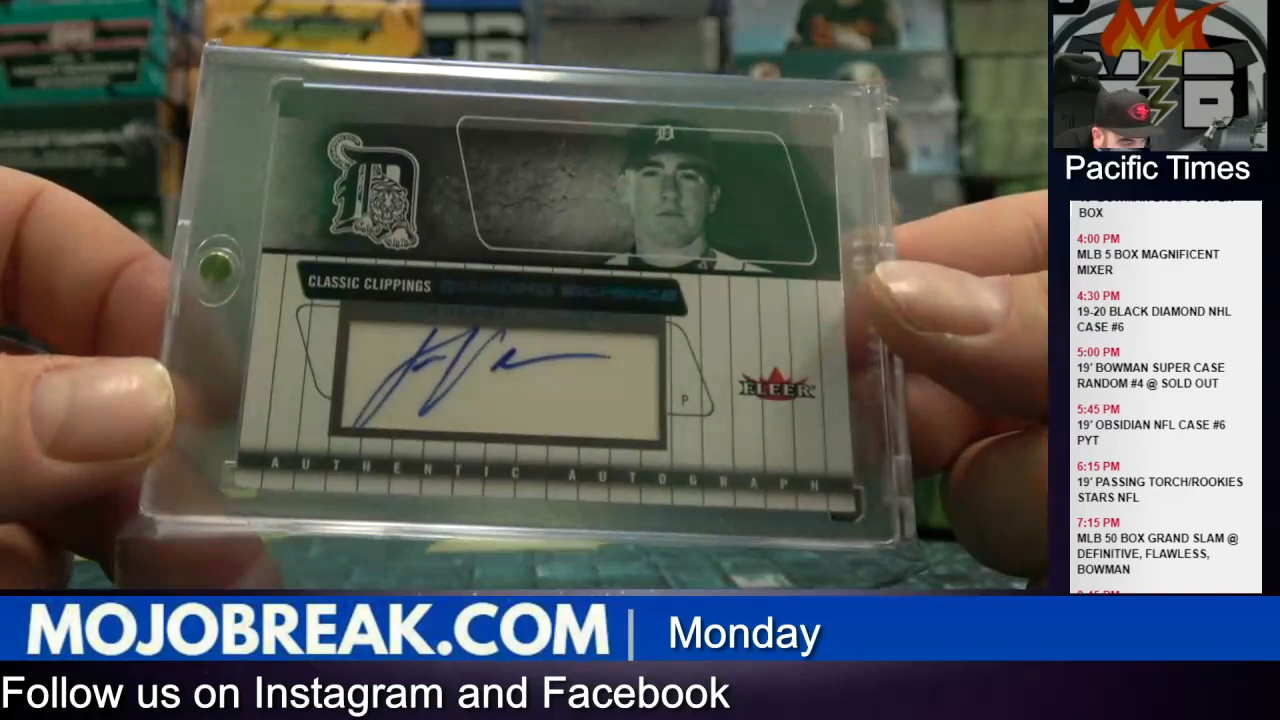 D
CLASSIC CLIPPINGS
P
FLEER
AUTHENTIC AUTOGRAPH
MB
Pacific Times
BOX
4:00 PM
MLB 5 BOX MAGNIFICENT
MIXER
4:30 PM
19-20 BLACK DIAMOND NHL
CASE #6
5:00 PM
19' BOWMAN SUPER CASE
RANDOM #4 @ SOLD OUT
5:45 PM
19' OBSIDIAN NFL CASE #6
PYT
6:15 PM
19' PASSING TORCH/ROOKIES
STARS NFL
7:15 PM
MLB 50 BOX GRAND SLAM @
DEFINITIVE, FLAWLESS,
BOWMAN
MOJOBREAK.COM | Monday
Follow us on Instagram and Facebook